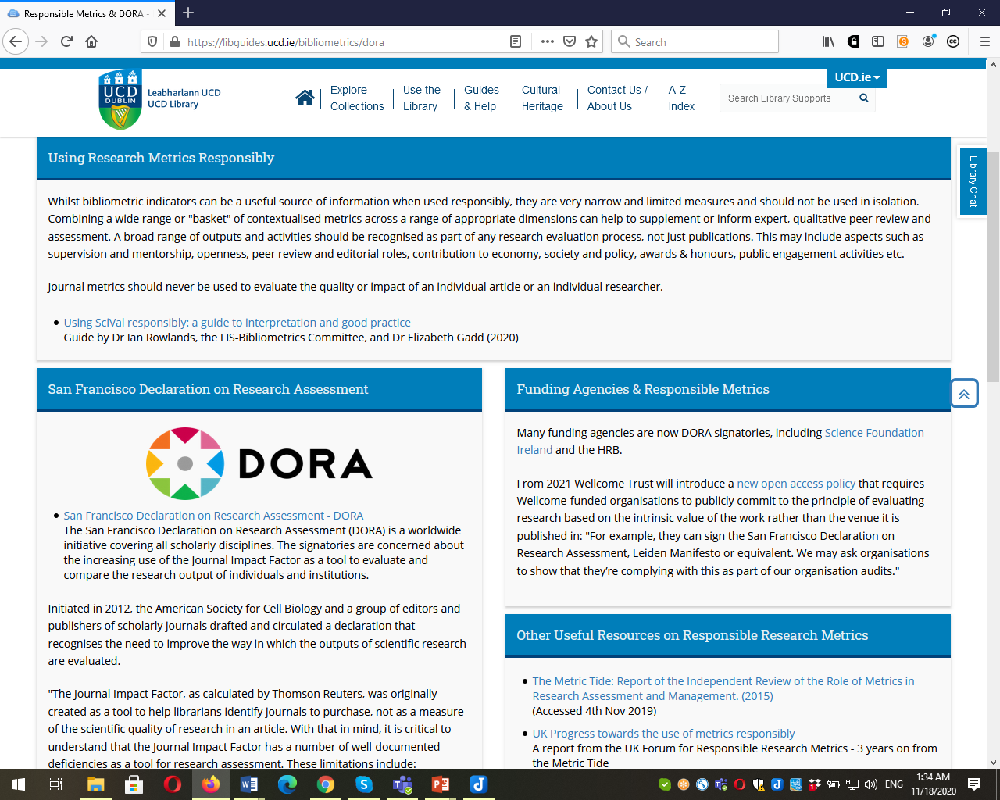 Responsible Metrics & DORA -
https://libguides.ucd.ie/bibliometrics/dora
Search
UCD.ie
UCD
DUBLIN
Leabharlann UCD
UCD Library
Explore
Collections
Use the
Library
Guides
& Help
Cultural
Heritage
Contact Us /
About Us
A-Z
Index
Search Library Supports
Library Chat
Using Research Metrics Responsibly
Whilst bibliometric indicators can be a useful source of information when used responsibly, they are very narrow and limited measures and should not be used in isolation.
Combining a wide range or "basket" of contextualised metrics across a range of appropriate dimensions can help to supplement or inform expert, qualitative peer review and
assessment. A broad range of outputs and activities should be recognised as part of any research evaluation process, not just publications. This may include aspects such as
supervision and mentorship, openness, peer review and editorial roles, contribution to economy, society and policy, awards & honours, public engagement activities etc.
Journal metrics should never be used to evaluate the quality or impact of an individual article or an individual researcher.
Using SciVal responsibly: a guide to interpretation and good practice
Guide by Dr Ian Rowlands, the LIS-Bibliometrics Committee, and Dr Elizabeth Gadd (2020)
San Francisco Declaration on Research Assessment
DORA
San Francisco Declaration on Research Assessment - DORA
The San Francisco Declaration on Research Assessment (DORA) is a worldwide
initiative covering all scholarly disciplines. The signatories are concerned about
the increasing use of the Journal Impact Factor as a tool to evaluate and
compare the research output of individuals and institutions.
Initiated in 2012, the American Society for Cell Biology and a group of editors and
publishers of scholarly journals drafted and circulated a declaration that
recognises the need to improve the way in which the outputs of scientific research
are evaluated.
"The Journal Impact Factor, as calculated by Thomson Reuters, was originally
created as a tool to help librarians identify journals to purchase, not as a measure
of the scientific quality of research in an article. With that in mind, it is critical to
understand that the Journal Impact Factor has a number of well-documented
deficiencies as a tool for research assessment. These limitations include:
Funding Agencies & Responsible Metrics
Many funding agencies are now DORA signatories, including Science Foundation
Ireland and the HRB.
From 2021 Wellcome Trust will introduce a new open access policy that requires
Wellcome-funded organisations to publicly commit to the principle of evaluating
research based on the intrinsic value of the work rather than the venue it is
published in: "For example, they can sign the San Francisco Declaration on
Research Assessment, Leiden Manifesto or equivalent. We may ask organisations
to show that they're complying with this as part of our organisation audits."
Other Useful Resources on Responsible Research Metrics
The Metric Tide: Report of the Independent Review of the Role of Metrics in
Research Assessment and Management. (2015)
(Accessed 4th Nov 2019)
UK Progress towards the use of metrics responsibly
A report from the UK Forum for Responsible Research Metrics - 3 years on from
the Metric Tide
ENG
1:34 AM
11/18/2020